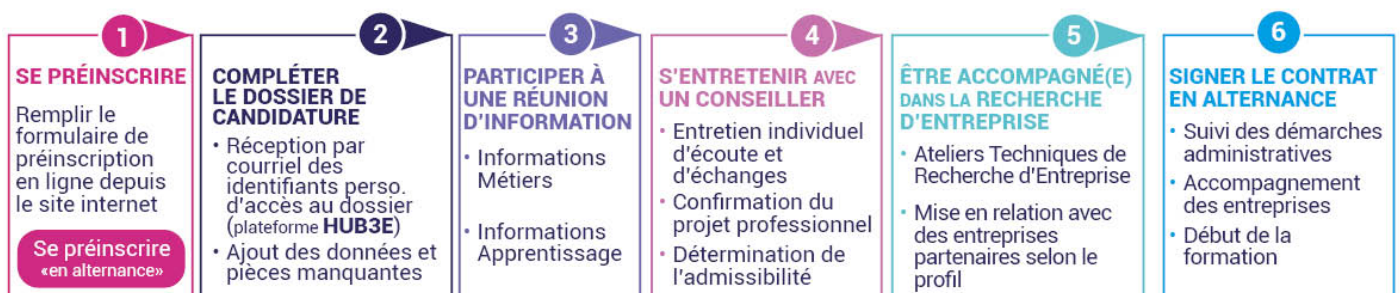 1
SE PRÉINSCRIRE
Remplir le
formulaire de
préinscription
en ligne depuis
le site internet
Se préinscrire
«en alternance»
2
COMPLÉTER
LE DOSSIER DE
CANDIDATURE
• Réception par
courriel des
identifiants perso.
d'accès au dossier
(plateforme HUB3E)
• Ajout des données et
pièces manquantes
3
PARTICIPER À
UNE RÉUNION
D'INFORMATION
• Informations
Métiers
• Informations
Apprentissage
4
S'ENTRETENIR AVEC
UN CONSEILLER
• Entretien individuel
d'écoute et
d'échanges
• Confirmation du
projet professionnel
• Détermination de
l'admissibilité
5
ÊTRE ACCOMPAGNÉ(E)
DANS LA RECHERCHE
D'ENTREPRISE
• Ateliers Techniques de
Recherche d'Entreprise
• Mise en relation avec
des entreprises
partenaires selon le
profil
6
SIGNER LE CONTRAT
EN ALTERNANCE
• Suivi des démarches
administratives
• Accompagnement
des entreprises
• Début de la
formation